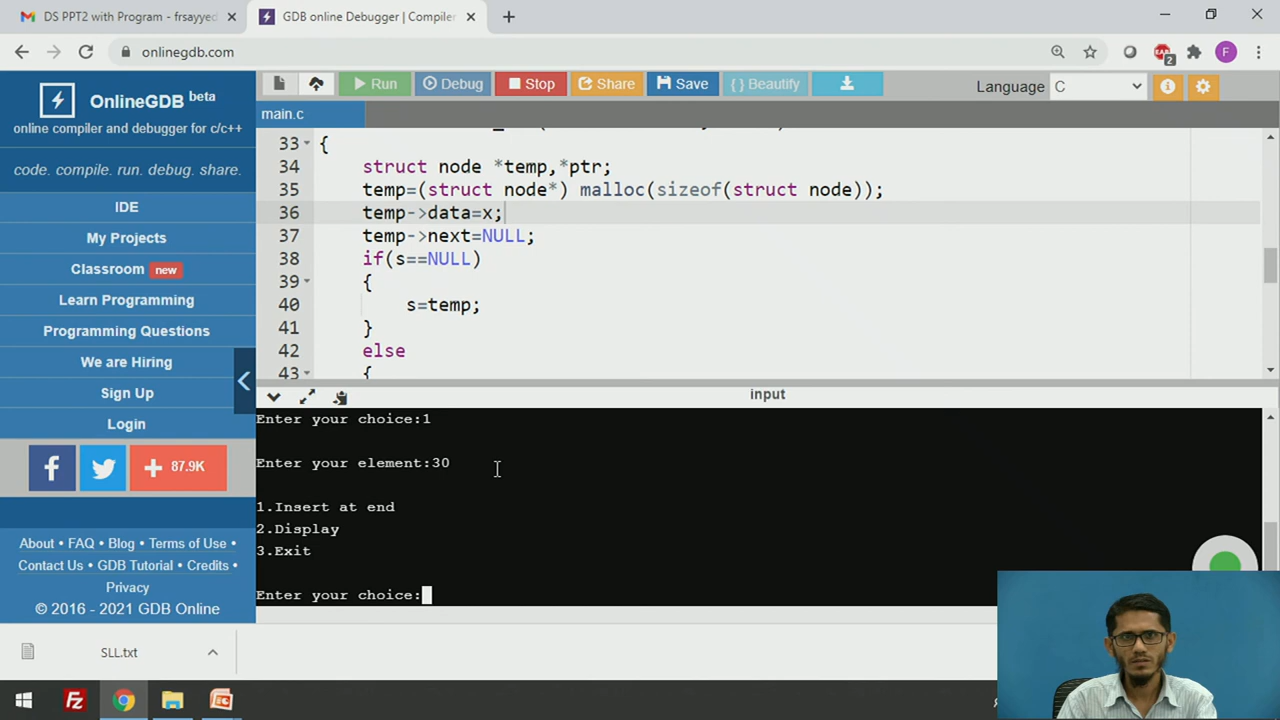 DS PPT2 with Program - frsayyed
GDB online Debugger | Compiler
onlinegdb.com
2
F
OnlineGDB beta
online compiler and debugger for c/c++
code. compile. run. debug. share.
IDE
My Projects
Classroom new
Learn Programming
Programming Questions
We are Hiring
Sign Up
Login
87.9K
About • FAQ • Blog • Terms of Use •
Contact Us • GDB Tutorial • Credits •
Privacy
© 2016 - 2021 GDB Online
Run Debug Stop Share Save { } Beautify
Language C
main.c
33 {
34 struct node *temp,*ptr;
35 temp=(struct node*) malloc(sizeof(struct node));
36 temp->data=x;
37 temp->next=NULL;
38 if(s==NULL)
39 {
40 s=temp;
41 }
42 else
43 {
input
Enter your choice:1
Enter your element:30
1.Insert at end
2.Display
3.Exit
Enter your choice:
SLL.txt